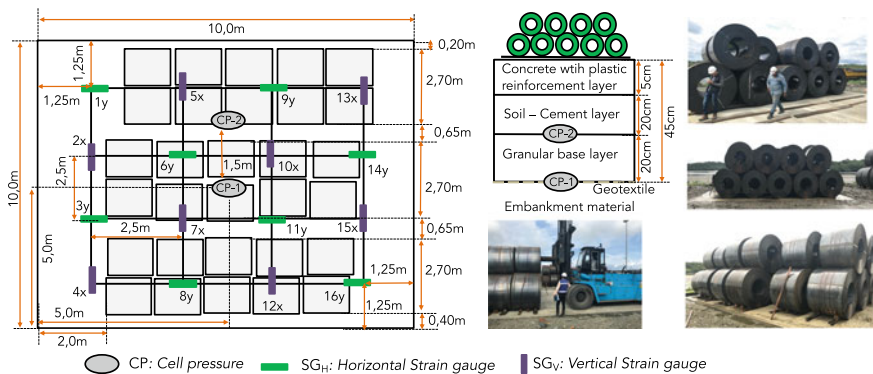 10,0m
1,25m
1,25m
1y
5x
9y
13x
CP-2
2x
6y
1,5m
10x
14y
2,5m
CP-1
3y
2,5m
7x
11y
15x
10,0m
5,0m
4x
8y
12x
16y
1,25m
1,25m
5,0m
2,0m
0,20m
2,70m
0,65m
2,70m
0,65m
2,70m
0,40m
Concrete wtih plastic
reinforcement layer
Soil – Cement layer
CP-2
Granular base layer
CP-1
Geotextile
Embankment material
5cm
20cm
20cm
45cm
CP: Cell pressure
SGH: Horizontal Strain gauge
SGV: Vertical Strain gauge